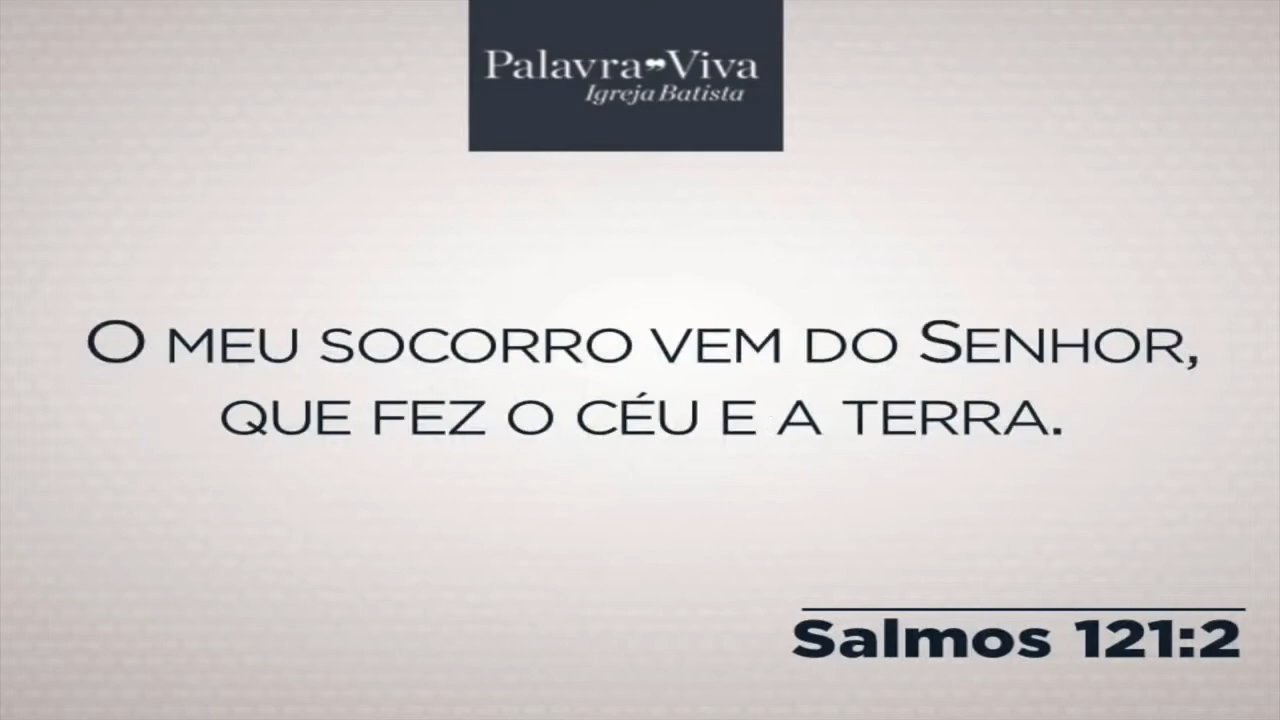 Palavra❞Viva
Igreja Batista
O MEU SOCORRO VEM DO SENHOR,
QUE FEZ O CÉU E A TERRA.
Salmos 121:2